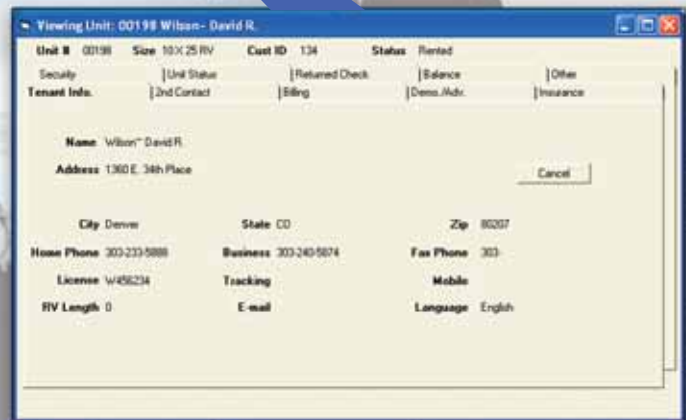 Viewing Unit: 00198 Wilson~ David R.
Unit # 00198 Size 10X25 RV Cust ID 134 Status Rented
Security Unit Status Returned Check Balance Other
Tenant Info. 2nd Contact Billing Demo./Adv. Insurance
Name Wilson~ David R.
Address 1360 E. 34th Place
Cancel
City Denver State CO Zip 80207
Home Phone 303-233-5888 Business 303-240-5874 Fax Phone 303-
License W456234 Tracking Mobile
RV Length 0 E-mail Language English